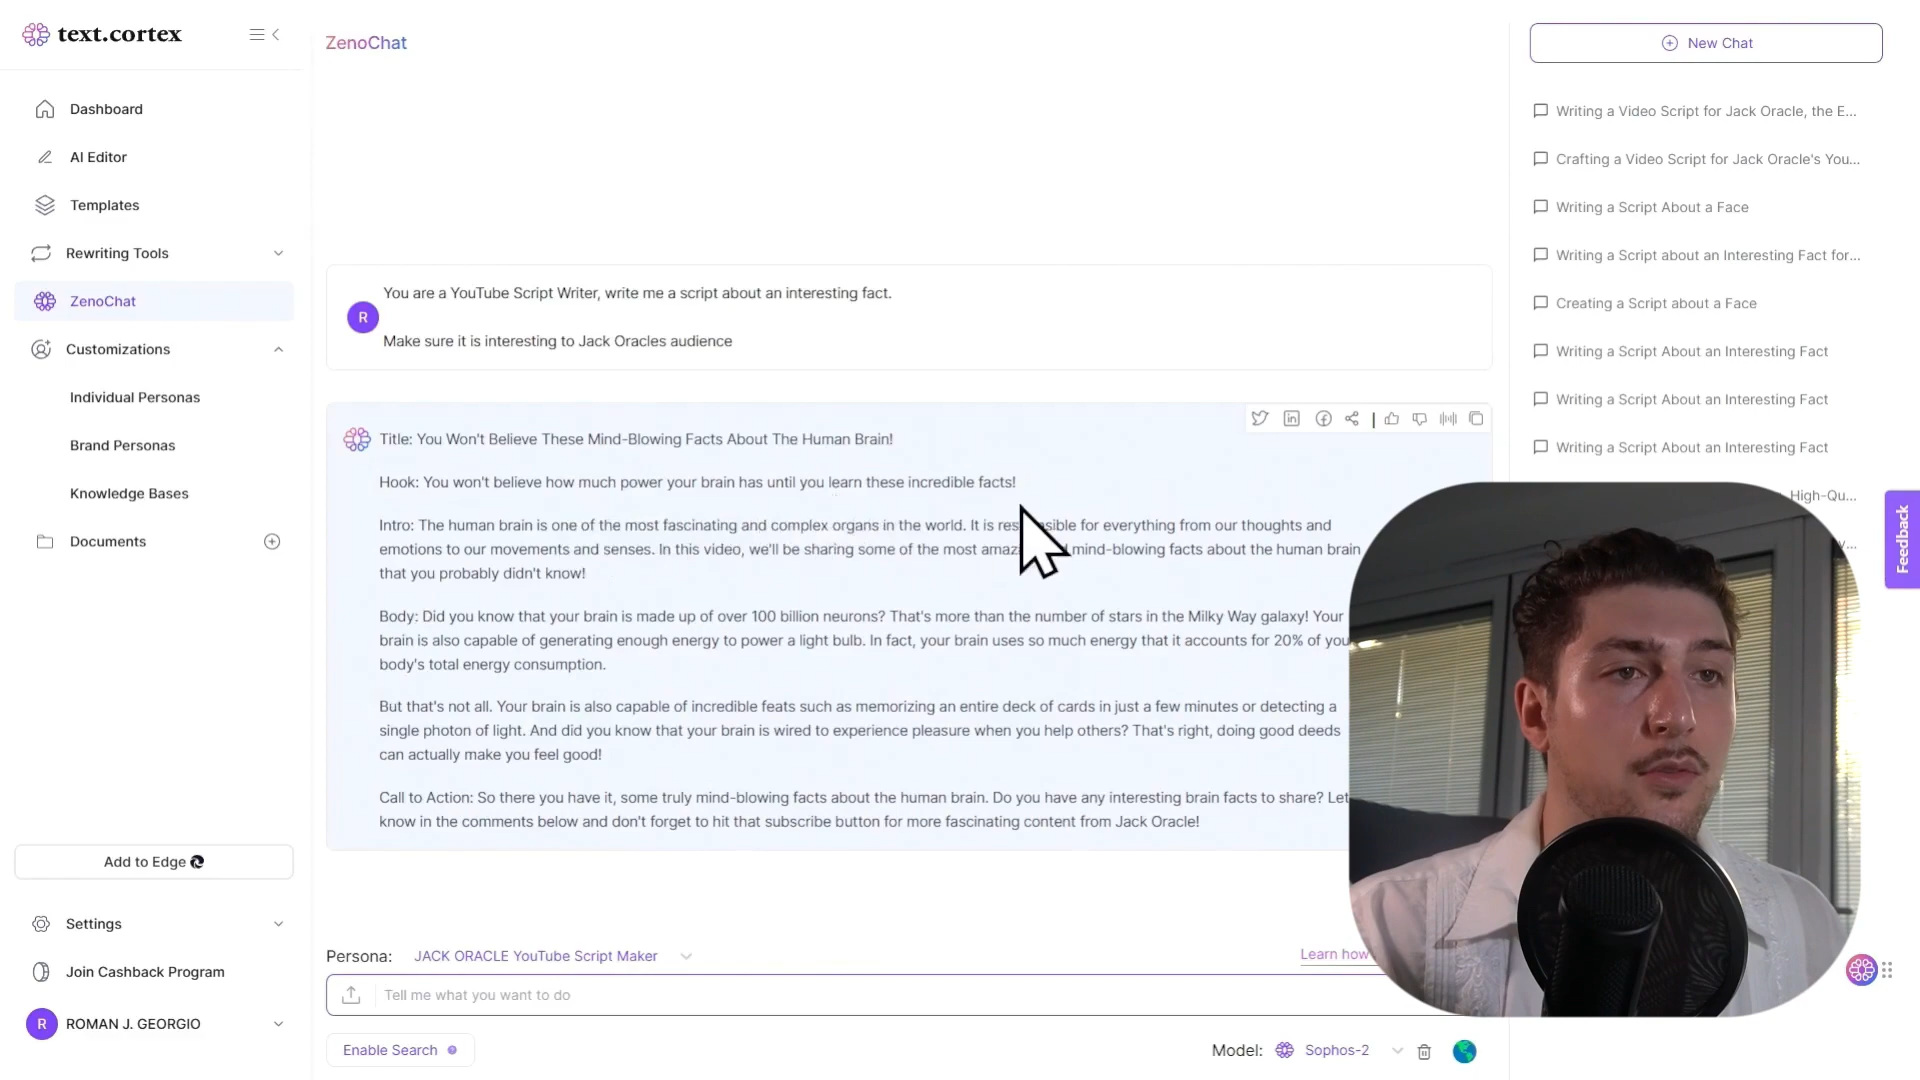 text.cortex
Dashboard
AI Editor
Templates
Rewriting Tools
ZenoChat
Customizations
Individual Personas
Brand Personas
Knowledge Bases
Documents
Add to Edge
Settings
Join Cashback Program
R
ROMAN J. GEORGIO
ZenoChat
R
You are a YouTube Script Writer, write me a script about an interesting fact.
Make sure it is interesting to Jack Oracles audience
Title: You Won't Believe These Mind-Blowing Facts About The Human Brain!
Hook: You won't believe how much power your brain has until you learn these incredible facts!
Intro: The human brain is one of the most fascinating and complex organs in the world. It is res sible for everything from our thoughts and
emotions to our movements and senses. In this video, we'll be sharing some of the most amaz mind-blowing facts about the human brain
that you probably didn't know!
Body: Did you know that your brain is made up of over 100 billion neurons? That's more than the number of stars in the Milky Way galaxy! Your
brain is also capable of generating enough energy to power a light bulb. In fact, your brain uses so much energy that it accounts for 20% of you
body's total energy consumption.
But that's not all. Your brain is also capable of incredible feats such as memorizing an entire deck of cards in just a few minutes or detecting a
single photon of light. And did you know that your brain is wired to experience pleasure when you help others? That's right, doing good deeds
can actually make you feel good!
Call to Action: So there you have it, some truly mind-blowing facts about the human brain. Do you have any interesting brain facts to share? Let
know in the comments below and don't forget to hit that subscribe button for more fascinating content from Jack Oracle!
Persona: JACK ORACLE YouTube Script Maker
Learn how
Tell me what you want to do
Enable Search
Model: Sophos-2
New Chat
Writing a Video Script for Jack Oracle, the E...
Crafting a Video Script for Jack Oracle's You...
Writing a Script About a Face
Writing a Script about an Interesting Fact for...
Creating a Script about a Face
Writing a Script About an Interesting Fact
Writing a Script About an Interesting Fact
Writing a Script About an Interesting Fact
High-Qu...
Feedback